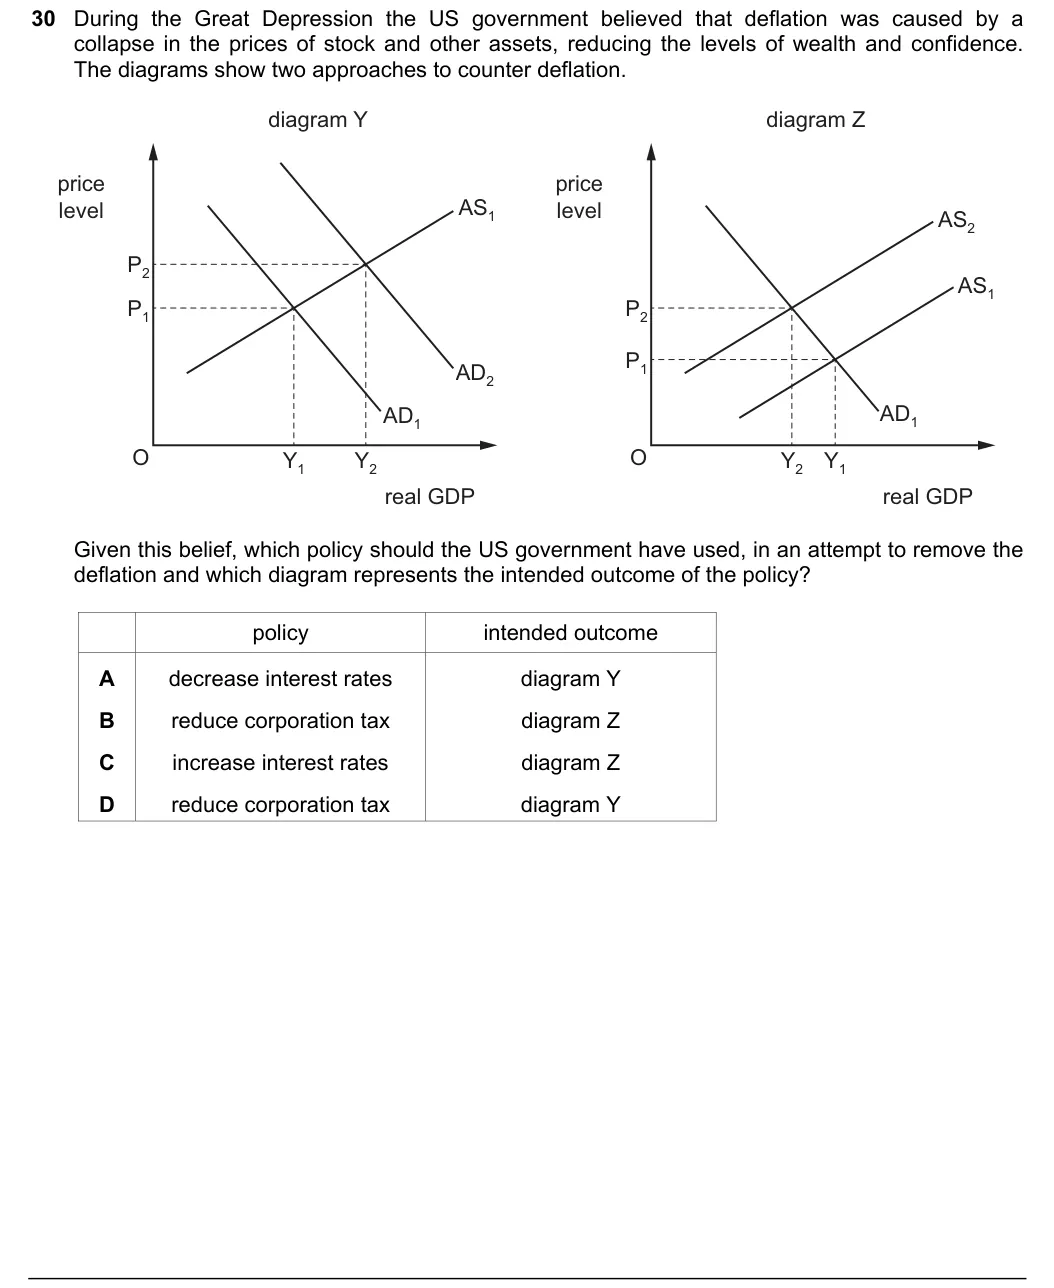 30 During the Great Depression the US government believed that deflation was caused by a
collapse in the prices of stock and other assets, reducing the levels of wealth and confidence.
The diagrams show two approaches to counter deflation.
diagram Y
price
level
AS1
P2
P1
AD2
AD1
O
Y1
Y2
real GDP
diagram Z
price
level
AS2
AS1
P2
P1
AD1
O
Y2
Y1
real GDP
Given this belief, which policy should the US government have used, in an attempt to remove the
deflation and which diagram represents the intended outcome of the policy?
policy intended outcome
A decrease interest rates diagram Y
B reduce corporation tax diagram Z
C increase interest rates diagram Z
D reduce corporation tax diagram Y